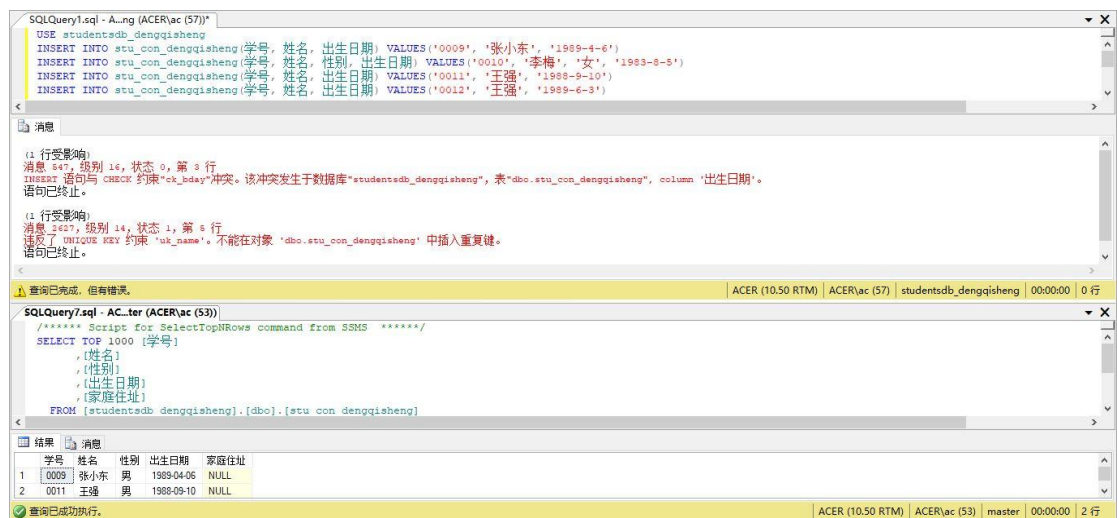 SQLQuery1.sql - A...ng (ACER\ac (57))*
USE studentsdb_dengqisheng
INSERT INTO stu_con_dengqisheng(学号, 姓名, 出生日期) VALUES('0009', '张小东', '1989-4-6')
INSERT INTO stu_con_dengqisheng(学号, 姓名, 性别, 出生日期) VALUES('0010', '李梅', '女', '1983-8-5')
INSERT INTO stu_con_dengqisheng(学号, 姓名, 出生日期) VALUES('0011', '王强', '1988-9-10')
INSERT INTO stu_con_dengqisheng(学号, 姓名, 出生日期) VALUES('0012', '王强', '1989-6-3')
消息
(1 行受影响)
消息 547，级别 16，状态 0，第 3 行
INSERT 语句与 CHECK 约束"ck_bday"冲突。该冲突发生于数据库"studentsdb_dengqisheng"，表"dbo.stu_con_dengqisheng", column '出生日期'。
语句已终止。
(1 行受影响)
消息 2627，级别 14，状态 1，第 5 行
违反了 UNIQUE KEY 约束 'uk_name'。不能在对象 'dbo.stu_con_dengqisheng' 中插入重复键。
语句已终止。
查询已完成，但有错误。 ACER (10.50 RTM) ACER\ac (57) studentsdb_dengqisheng 00:00:00 0 行
SQLQuery7.sql - AC...ter (ACER\ac (53))
/****** Script for SelectTopNRows command from SSMS ******/
SELECT TOP 1000 [学号]
,[姓名]
,[性别]
,[出生日期]
,[家庭住址]
FROM [studentsdb_dengqisheng].[dbo].[stu_con_dengqisheng]
结果 消息
学号 姓名 性别 出生日期 家庭住址
1 0009 张小东 男 1989-04-06 NULL
2 0011 王强 男 1988-09-10 NULL
查询已成功执行。 ACER (10.50 RTM) ACER\ac (53) master 00:00:00 2 行